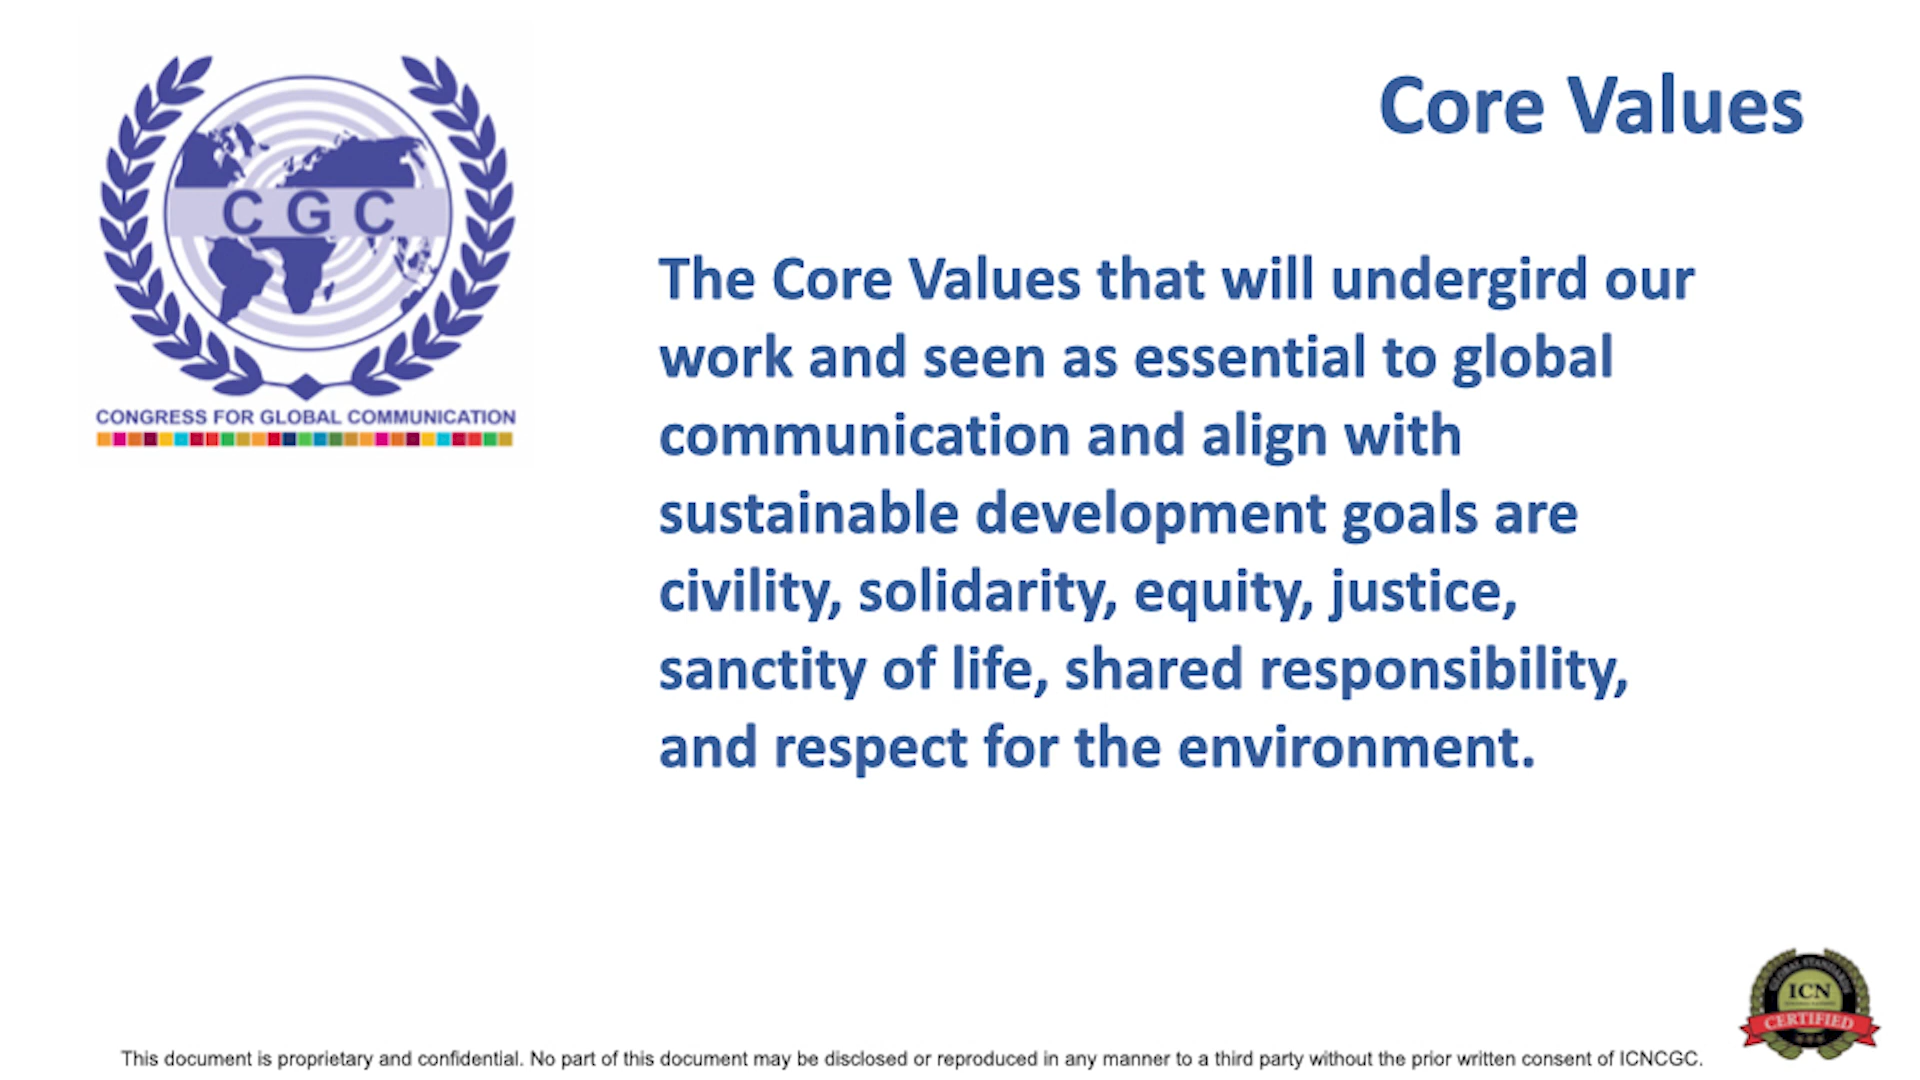 Core Values
C G C
CONGRESS FOR GLOBAL COMMUNICATION
The Core Values that will undergird our
work and seen as essential to global
communication and align with
sustainable development goals are
civility, solidarity, equity, justice,
sanctity of life, shared responsibility,
and respect for the environment.
GLOBAL STANDARDS
ICN
CERTIFIED
This document is proprietary and confidential. No part of this document may be disclosed or reproduced in any manner to a third party without the prior written consent of ICNCGC.